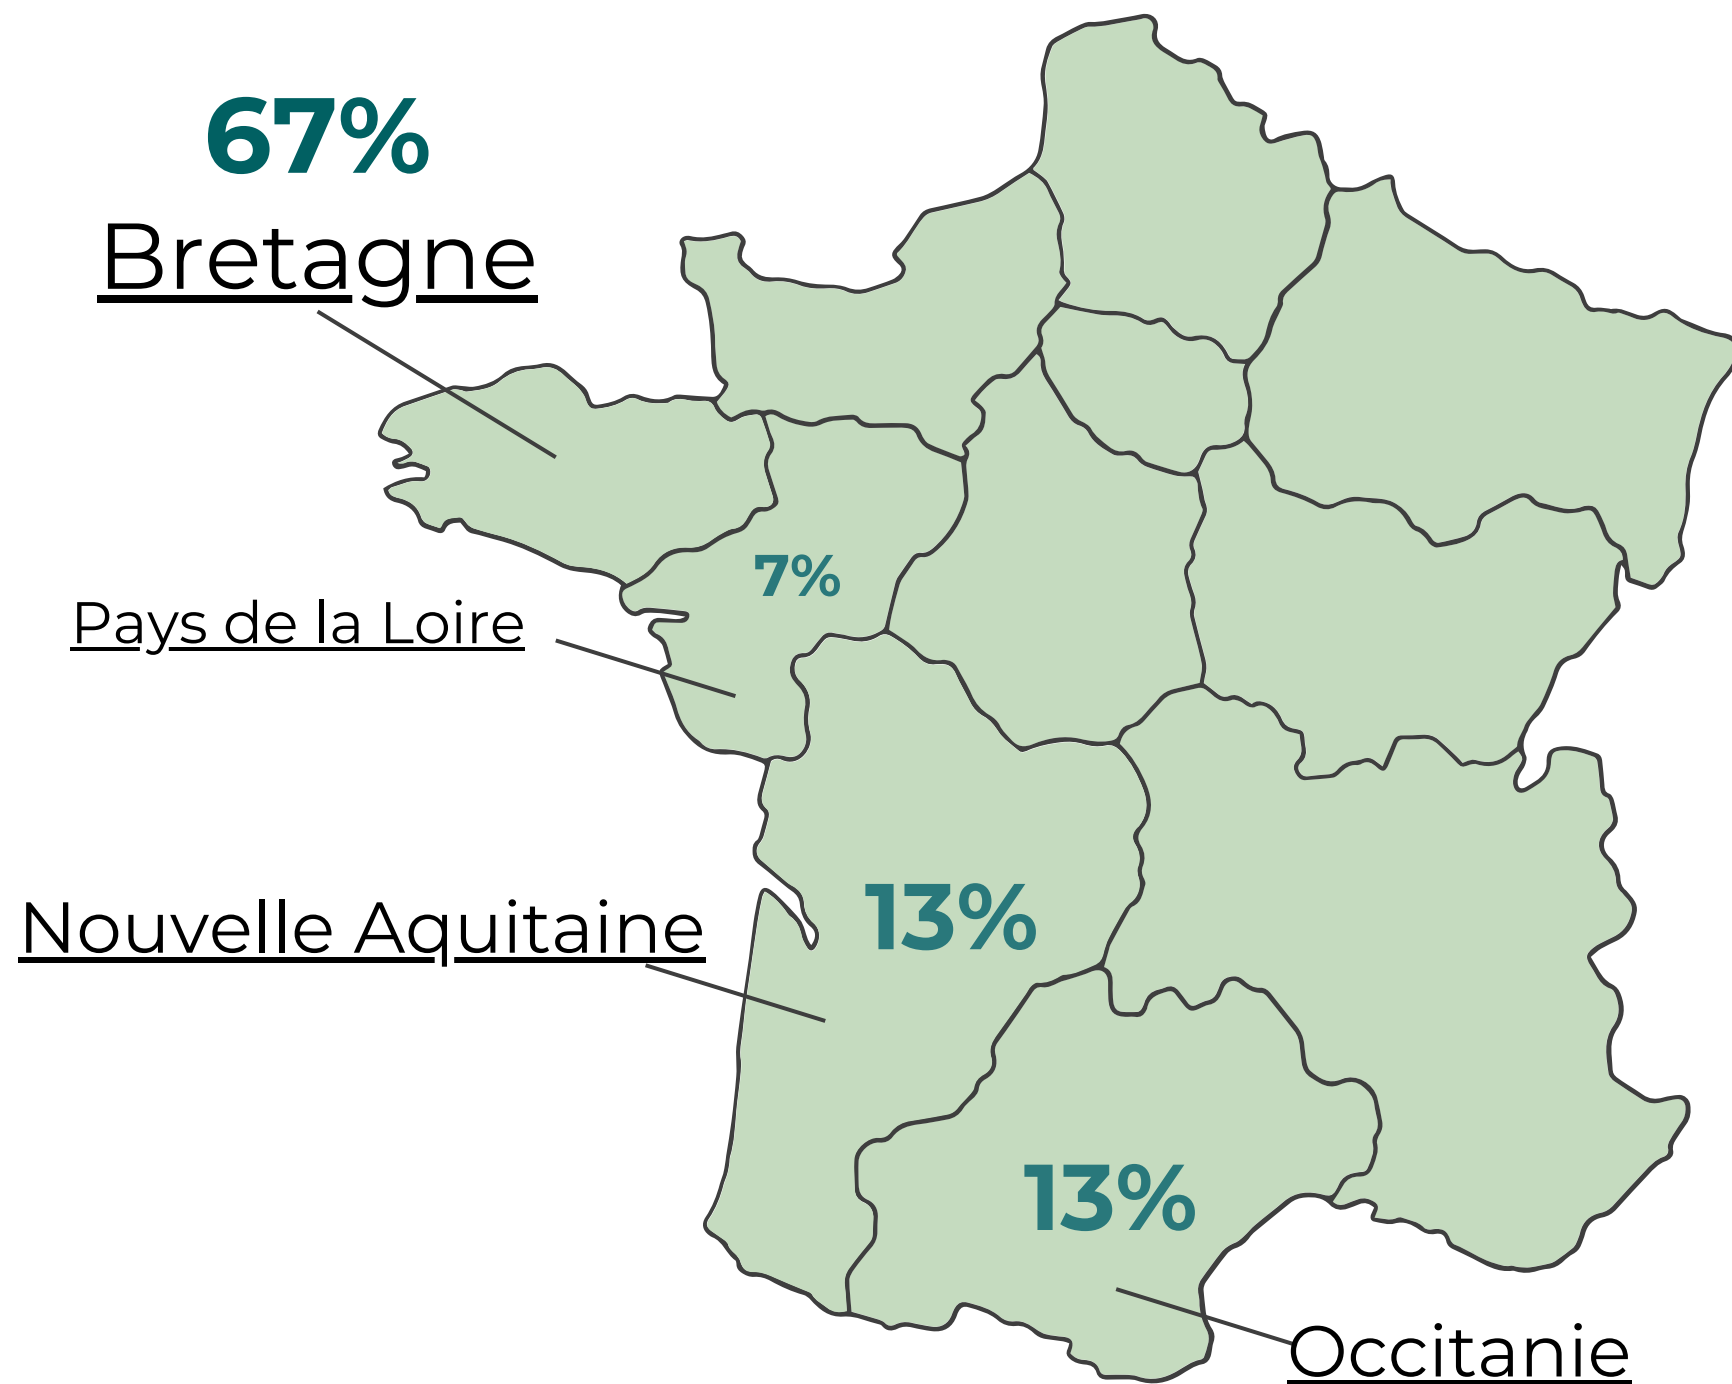 67%
Bretagne
7%
Pays de la Loire
13%
Nouvelle Aquitaine
13%
Occitanie